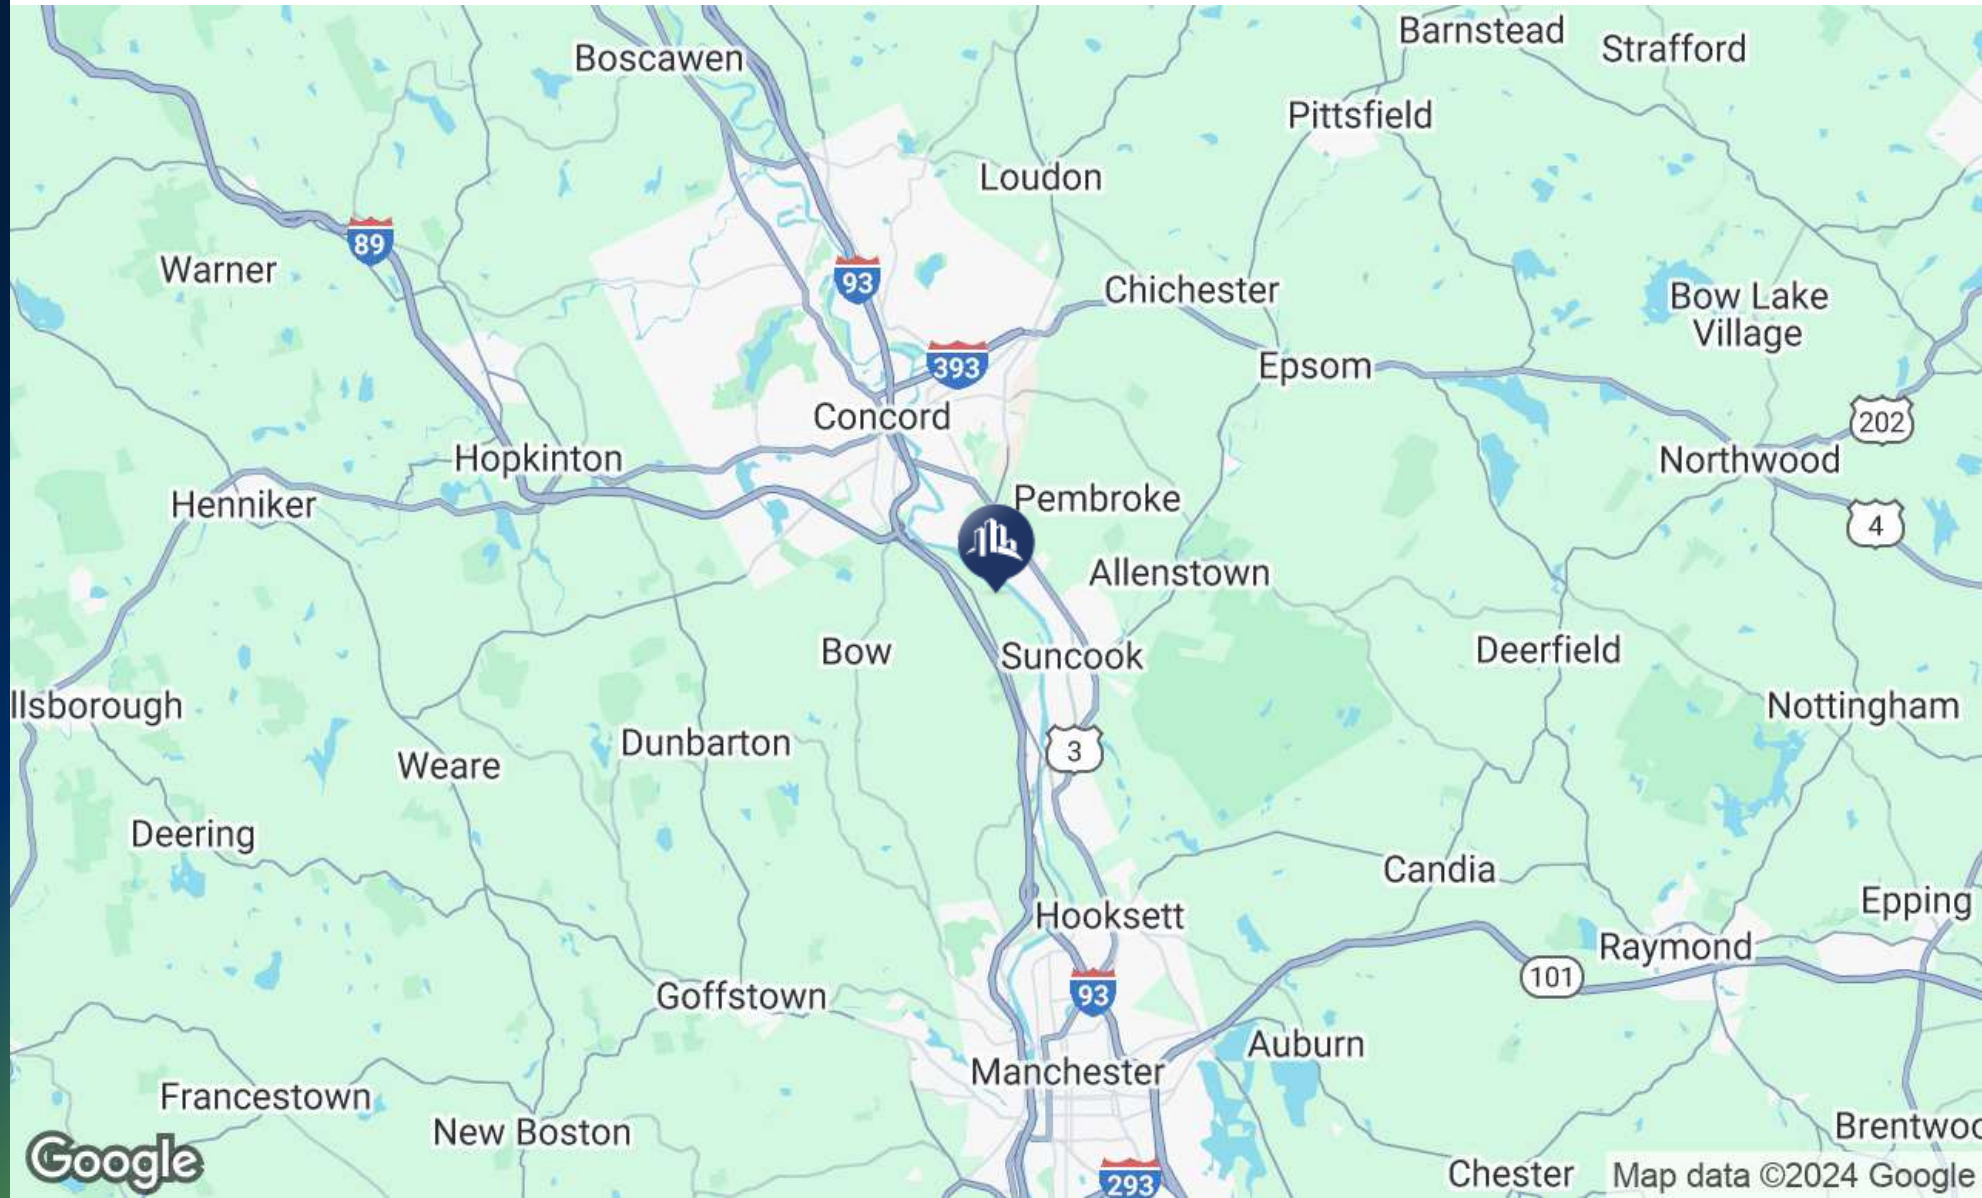 Barnstead
Strafford
Boscawen
Pittsfield
Loudon
89
Warner
93
Chichester
Bow Lake
Village
393
Epsom
Concord
202
Hopkinton
Northwood
Henniker
Pembroke
4
Allenstown
Bow
Suncook
Deerfield
llsborough
Nottingham
Dunbarton
3
Weare
Deering
Candia
Epping
Hooksett
Raymond
101
Goffstown
93
Auburn
Manchester
Francestown
New Boston
Brentwoo
Google
293
Chester
Map data ©2024 Google